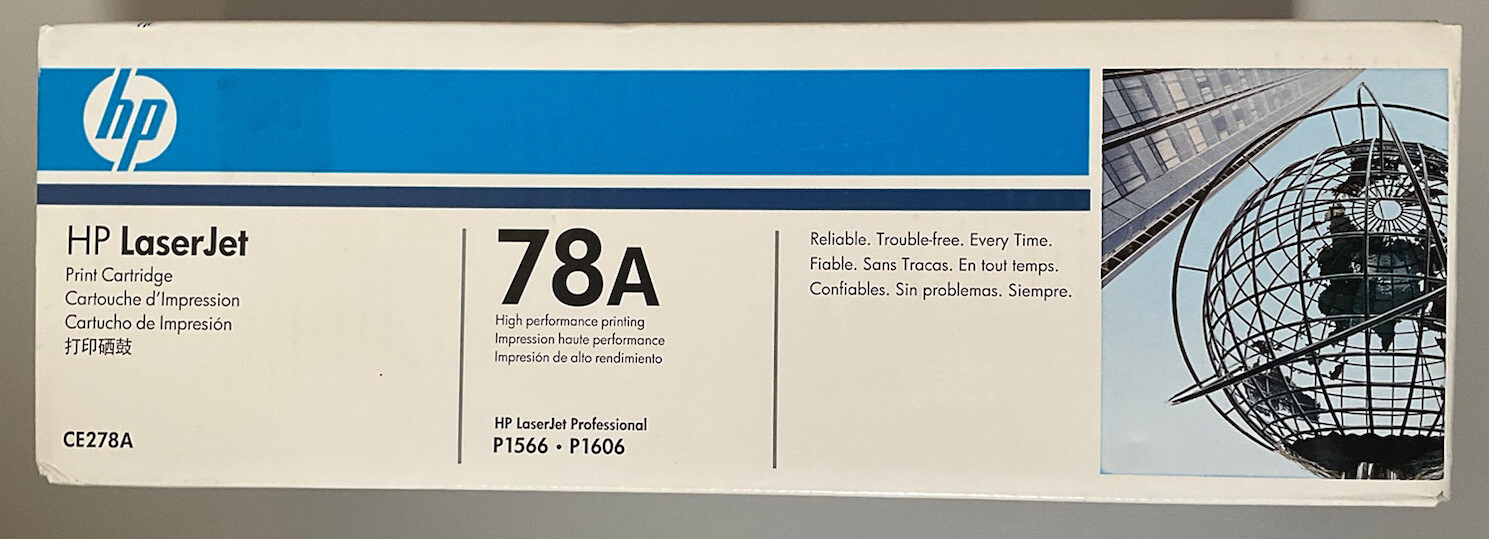 hp
HP LaserJet
Print Cartridge
Cartouche d'Impression
Cartucho de Impresión
打印硒鼓
CE278A
78A
High performance printing
Impression haute performance
Impresión de alto rendimiento
HP LaserJet Professional
P1566 • P1606
Reliable. Trouble-free. Every Time.
Fiable. Sans Tracas. En tout temps.
Confiables. Sin problemas. Siempre.